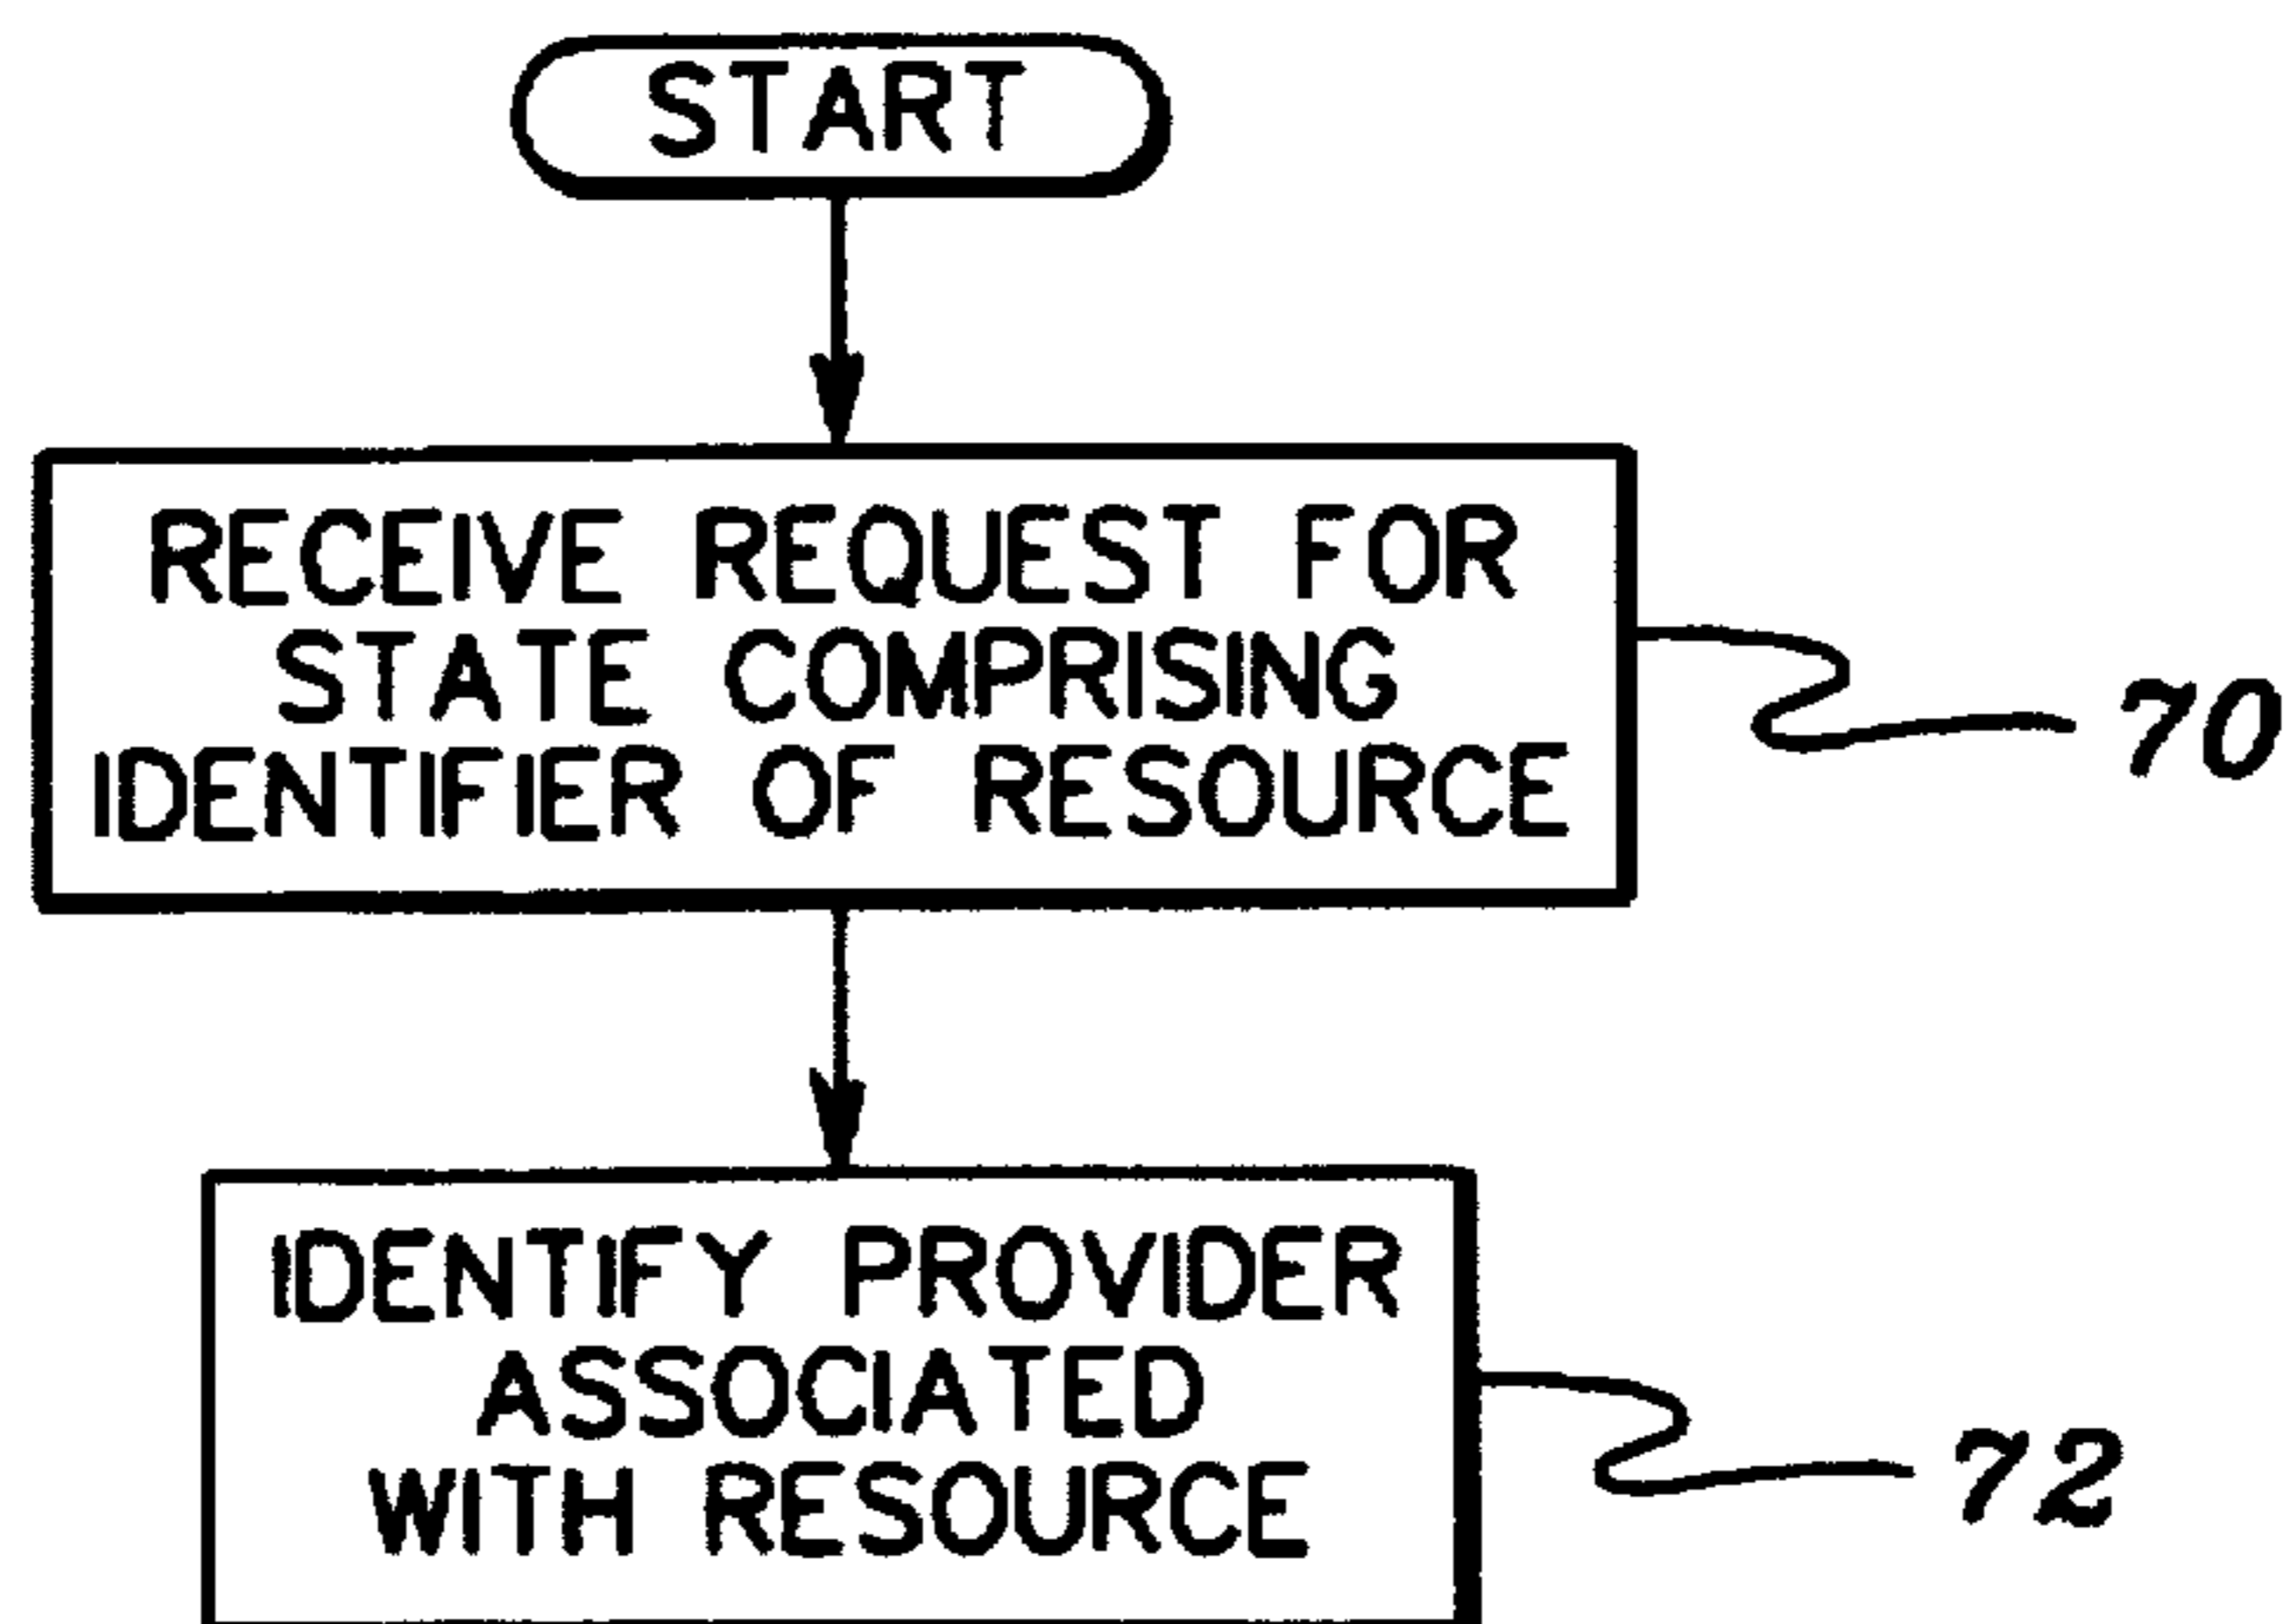 START
RECEIVE REQUEST FOR
STATE COMPRISING
IDENTIFIER OF RESOURCE
70
IDENTIFY PROVIDER
ASSOCIATED
WITH RESOURCE
72